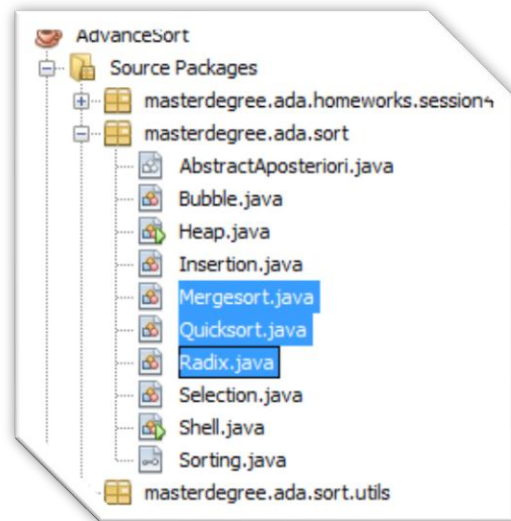 AdvanceSort
Source Packages
masterdegree.ada.homeworks.session4
masterdegree.ada.sort
AbstractAposteriori.java
Bubble.java
Heap.java
Insertion.java
Mergesort.java
Quicksort.java
Radix.java
Selection.java
Shell.java
Sorting.java
masterdegree.ada.sort.utils